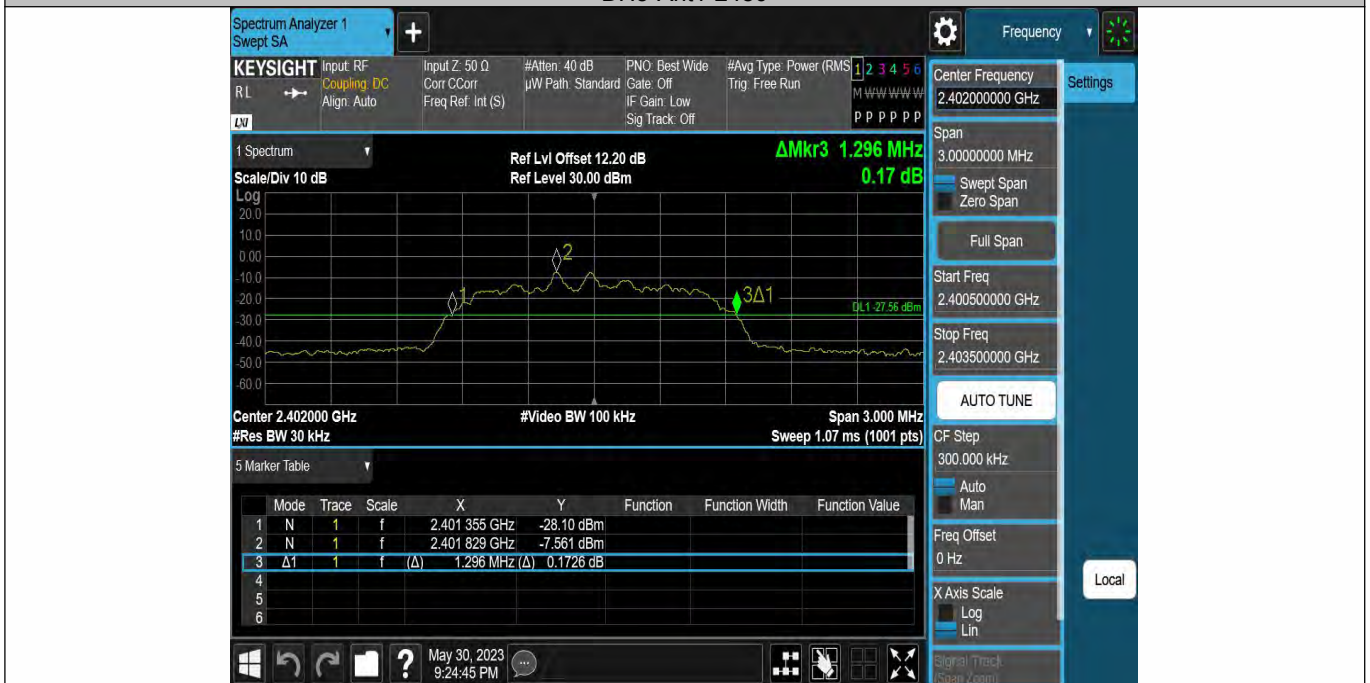 Spectrum Analyzer 1
Swept SA
+
Frequency
KEYSIGHT
RL
LXI
Input: RF
Coupling: DC
Align: Auto
Input Z: 50 Ω
Corr CCorr
Freq Ref: Int (S)
#Atten: 40 dB
µW Path: Standard
PNO: Best Wide
Gate: Off
IF Gain: Low
Sig Track: Off
#Avg Type: Power (RMS
Trig: Free Run
1 2 3 4 5 6
M W W W W W
P P P P P P
1 Spectrum
Scale/Div 10 dB
Ref Lvl Offset 12.20 dB
Ref Level 30.00 dBm
ΔMkr3 1.296 MHz
0.17 dB
Log
20.0
10.0
0.00
-10.0
-20.0
-30.0
-40.0
-50.0
-60.0
1
2
3Δ1
DL1 -27.56 dBm
Center 2.402000 GHz
#Video BW 100 kHz
Span 3.000 MHz
#Res BW 30 kHz
Sweep 1.07 ms (1001 pts)
5 Marker Table
Mode Trace Scale X Y Function Function Width Function Value
1 N 1 f 2.401 355 GHz -28.10 dBm
2 N 1 f 2.401 829 GHz -7.561 dBm
3 Δ1 1 f (Δ) 1.296 MHz (Δ) 0.1726 dB
4
5
6
?
May 30, 2023
9:24:45 PM
Center Frequency
2.402000000 GHz
Settings
Span
3.00000000 MHz
Swept Span
Zero Span
Full Span
Start Freq
2.400500000 GHz
Stop Freq
2.403500000 GHz
AUTO TUNE
CF Step
300.000 kHz
Auto
Man
Freq Offset
0 Hz
Local
X Axis Scale
Log
Lin
Signal Track
(Span Zoom)